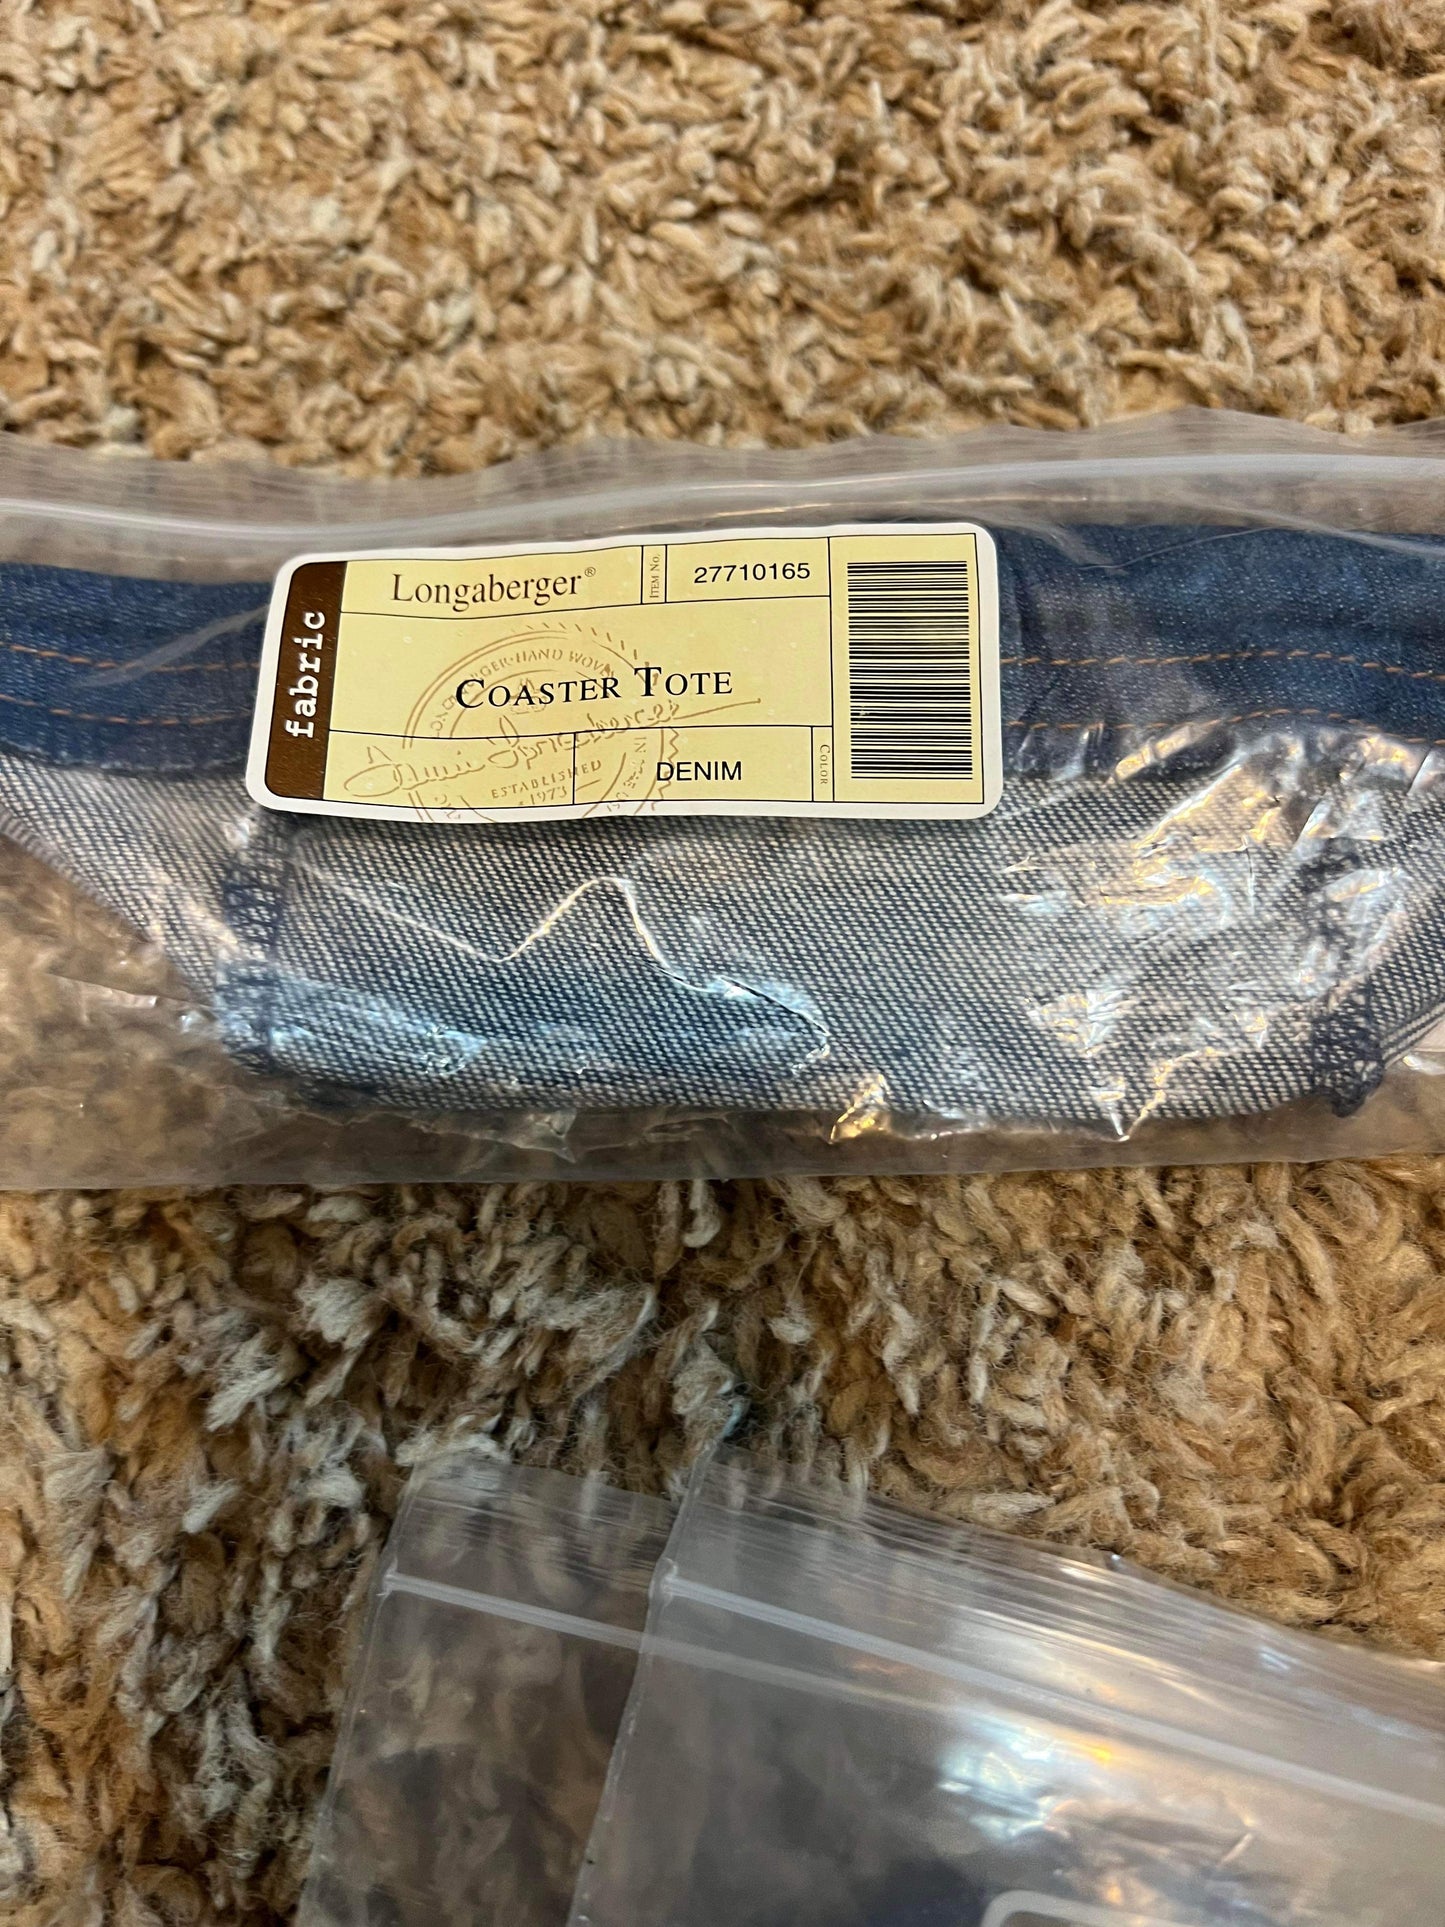 fabric
Longaberger®
ITEM NO.
27710165
COASTER TOTE
DENIM
COLOR
ESTABLISHED
1973